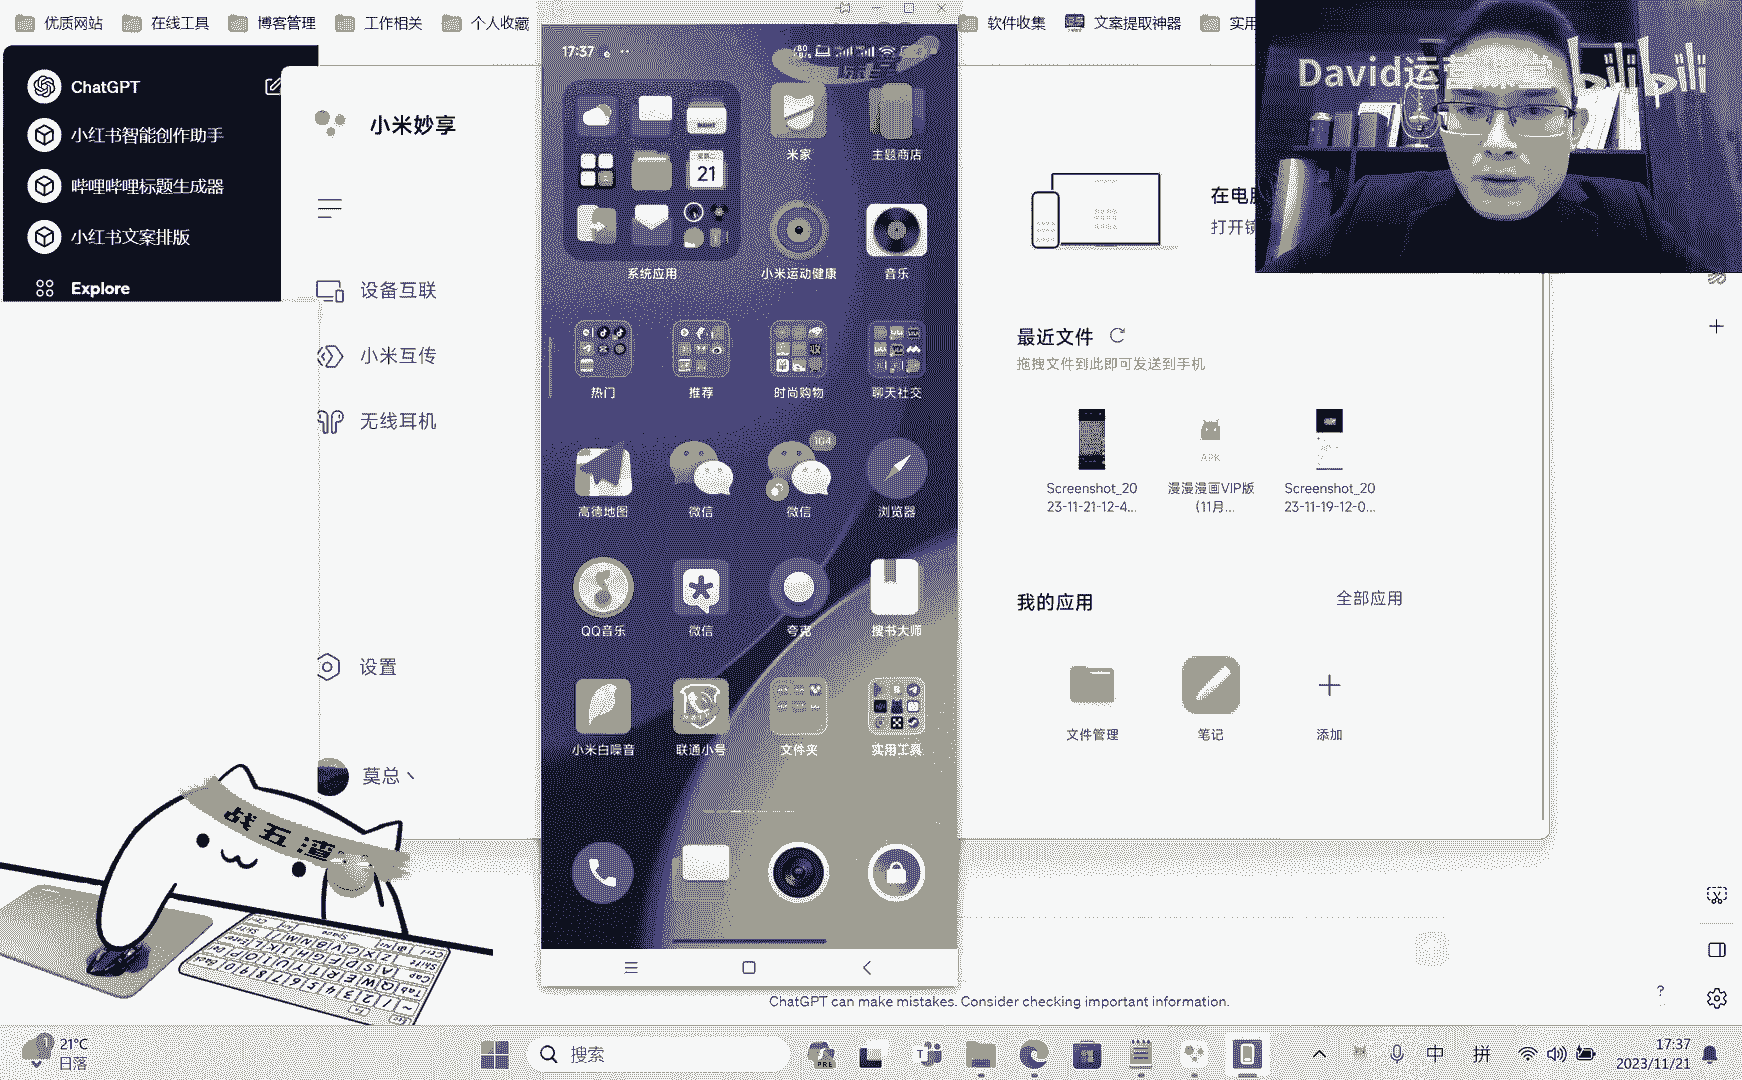 优质网站
在线工具
博客管理
工作相关
个人收藏
软件收集
文案提取神器
实用
ChatGPT
小红书智能创作助手
哔哩哔哩标题生成器
小红书文案排版
Explore
小米妙享
设备互联
小米互传
无线耳机
设置
莫总丶
17:37
米家
主题商店
21
系统应用
小米运动健康
音乐
热门
推荐
时尚购物
聊天社交
104
高德地图
微信
微信
浏览器
QQ音乐
微信
夸克
搜书大师
小米白噪音
联通小号
文件夹
实用工具
在电脑
打开镜
最近文件
拖拽文件到此即可发送到手机
APK
Screenshot_20
23-11-21-12-4...
漫漫漫画VIP版
(11月...
Screenshot_20
23-11-19-12-0...
我的应用
全部应用
文件管理
笔记
添加
David运营课堂
bilibili
战五渣
ChatGPT can make mistakes. Consider checking important information.
21°C
日落
搜索
中
拼
17:37
2023/11/21